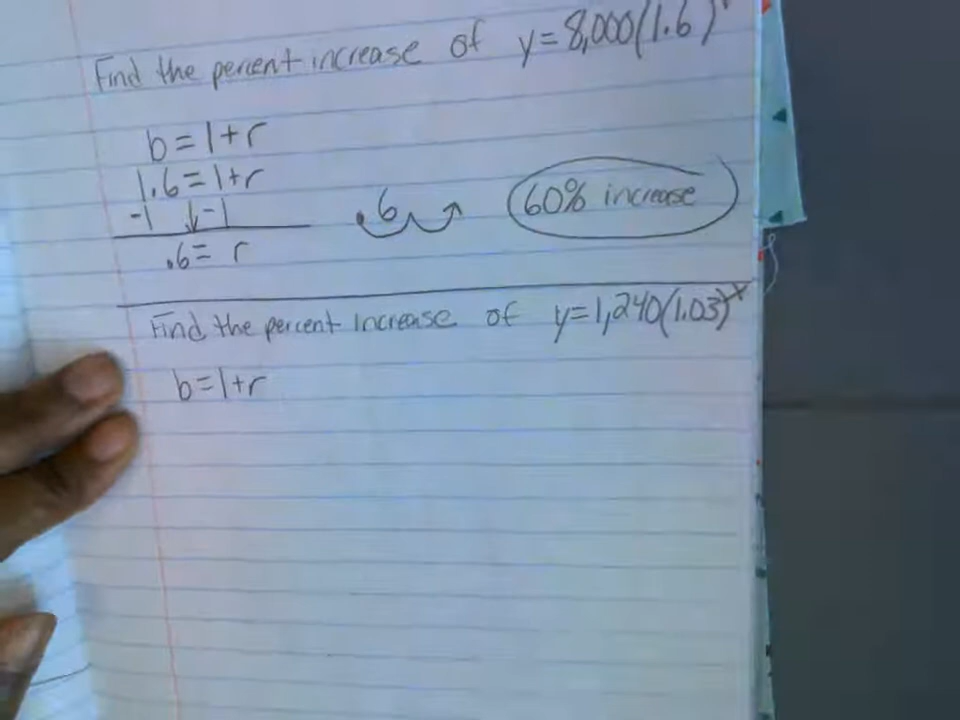 Find the percent increase of y=8,000(1.6)
b=1+r
1.6=1+r
-1 ↓-1
.6= r
.6
60% increase
Find the percent increase of y=1,240(1.03)ˣ
b=1+r